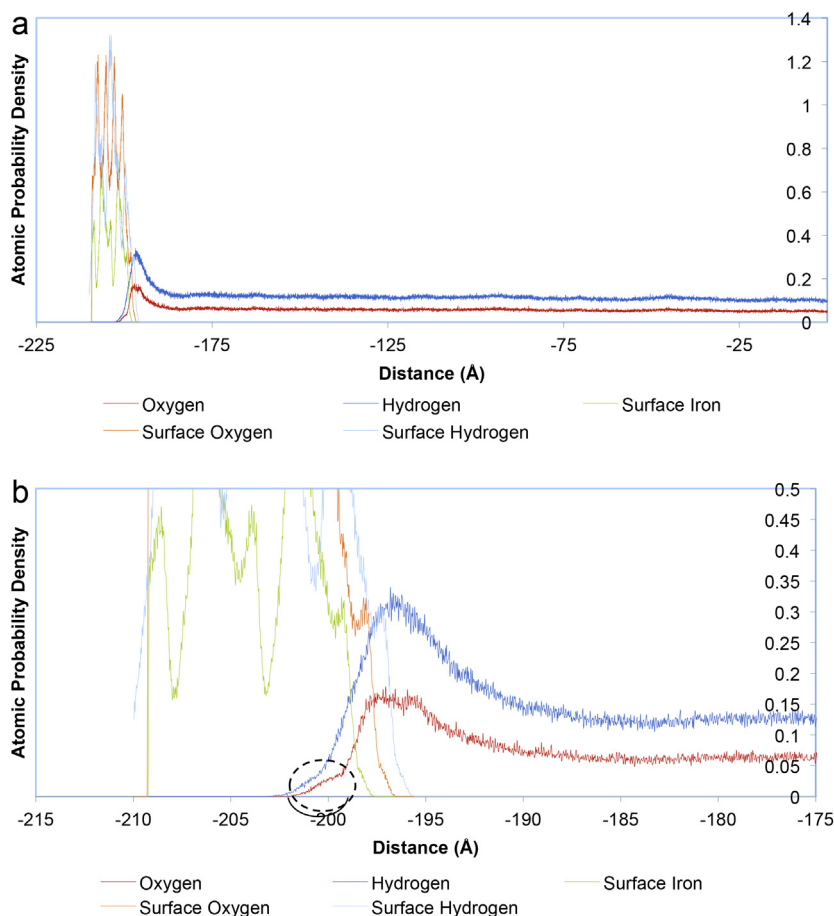 a
1.4
1.2
1
0.8
0.6
0.4
0.2
0
Atomic Probability Density
-225 -175 -125 -75 -25
Distance (Å)
Oxygen Hydrogen Surface Iron
Surface Oxygen Surface Hydrogen
b
0.5
0.45
0.4
0.35
0.3
0.25
0.2
0.15
0.1
0.05
0
Atomic Probability Density
-215 -210 -205 -200 -195 -190 -185 -180 -175
Distance (Å)
Oxygen Hydrogen Surface Iron
Surface Oxygen Surface Hydrogen